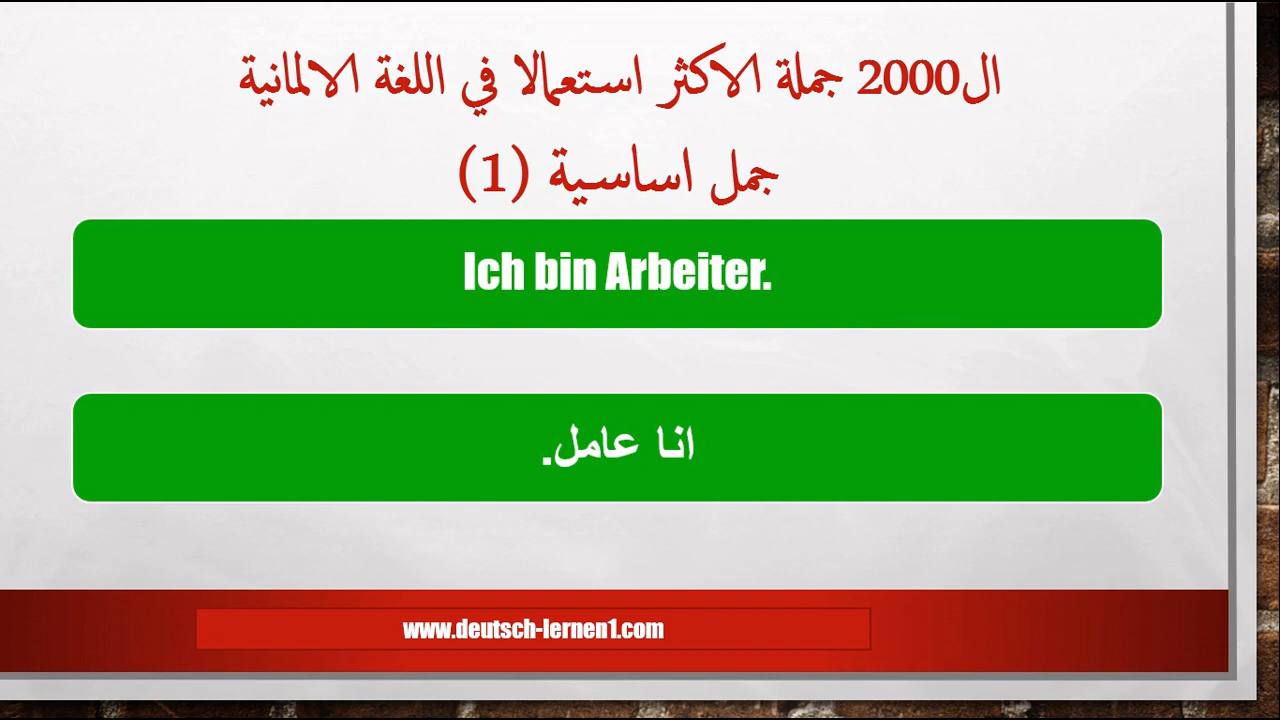 ال2000 جملة الاكثر استعمالا في اللغة الالمانية
جمل اساسية (1)
Ich bin Arbeiter.
انا عامل.
www.deutsch-lernen1.com